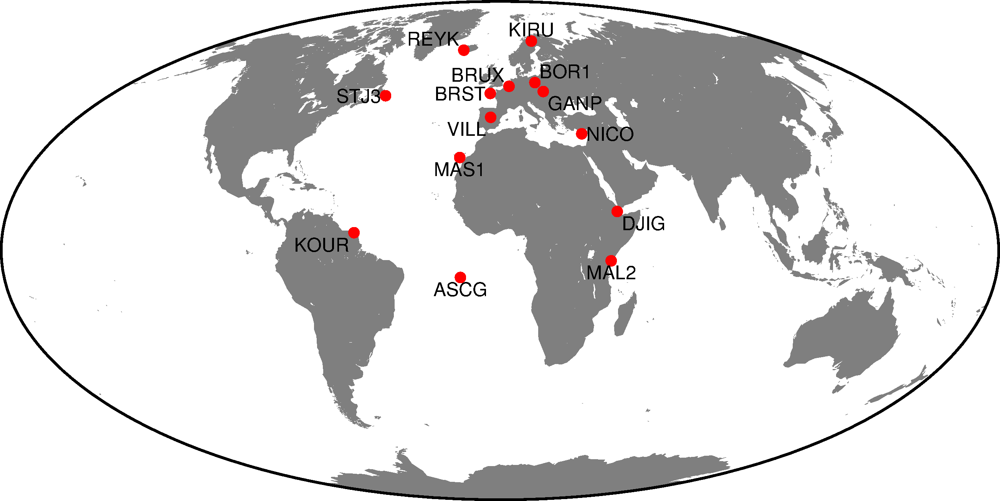 KIRU
REYK
BOR1
BRUX
BRST
STJ3
GANP
VILL
NICO
MAS1
DJIG
KOUR
MAL2
ASCG